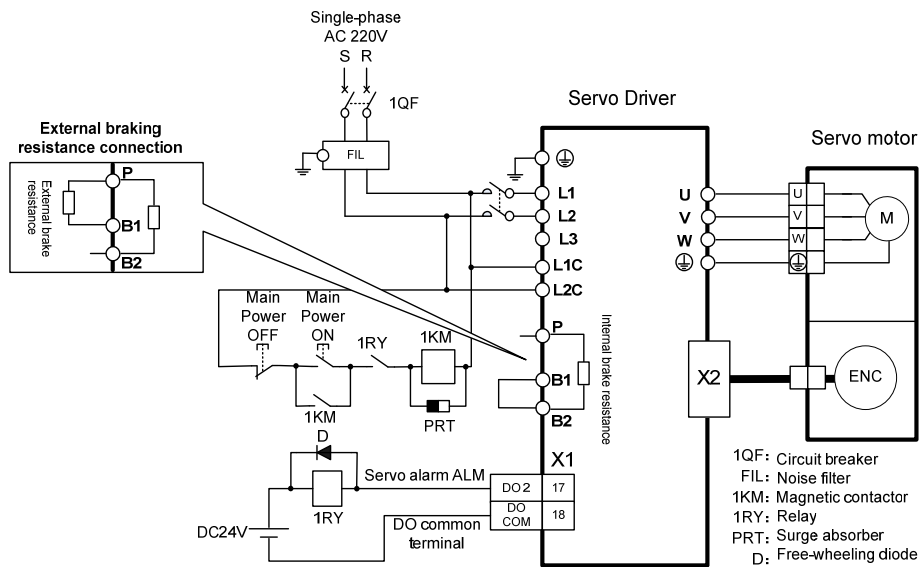 Single-phase
AC 220V
S R
1QF
FIL
External braking
resistance connection
P
External brake
resistance
B1
B2
Servo Driver
Servo motor
L1
L2
L3
L1C
L2C
P
B1
B2
Internal brake resistance
U
V
W
U
V
W
M
X2
ENC
Main
Power
OFF
Main
Power
ON
1RY
1KM
1KM
PRT
D
1RY
DC24V
Servo alarm ALM
DO common
terminal
X1
DO 2 17
DO
COM 18
1QF: Circuit breaker
FIL: Noise filter
1KM: Magnetic contactor
1RY: Relay
PRT: Surge absorber
D: Free-wheeling diode